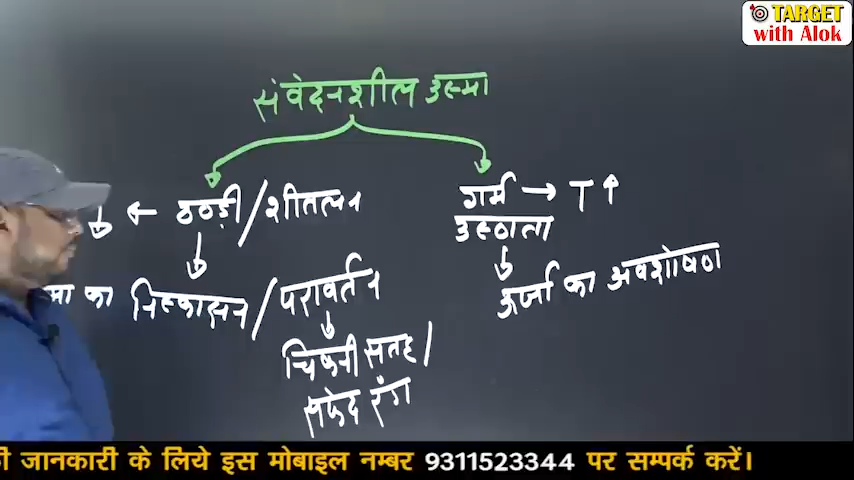 TARGET
with Alok
संवेदनशील उष्मा
← ठण्ड़ी/शीतलन
गर्म → T↑
उष्णता
का निष्कासन/परावर्तन
ऊर्जा का अवशोषण
चिकनी सतह/
सफेद रंग
जानकारी के लिये इस मोबाइल नम्बर 9311523344 पर सम्पर्क करें।